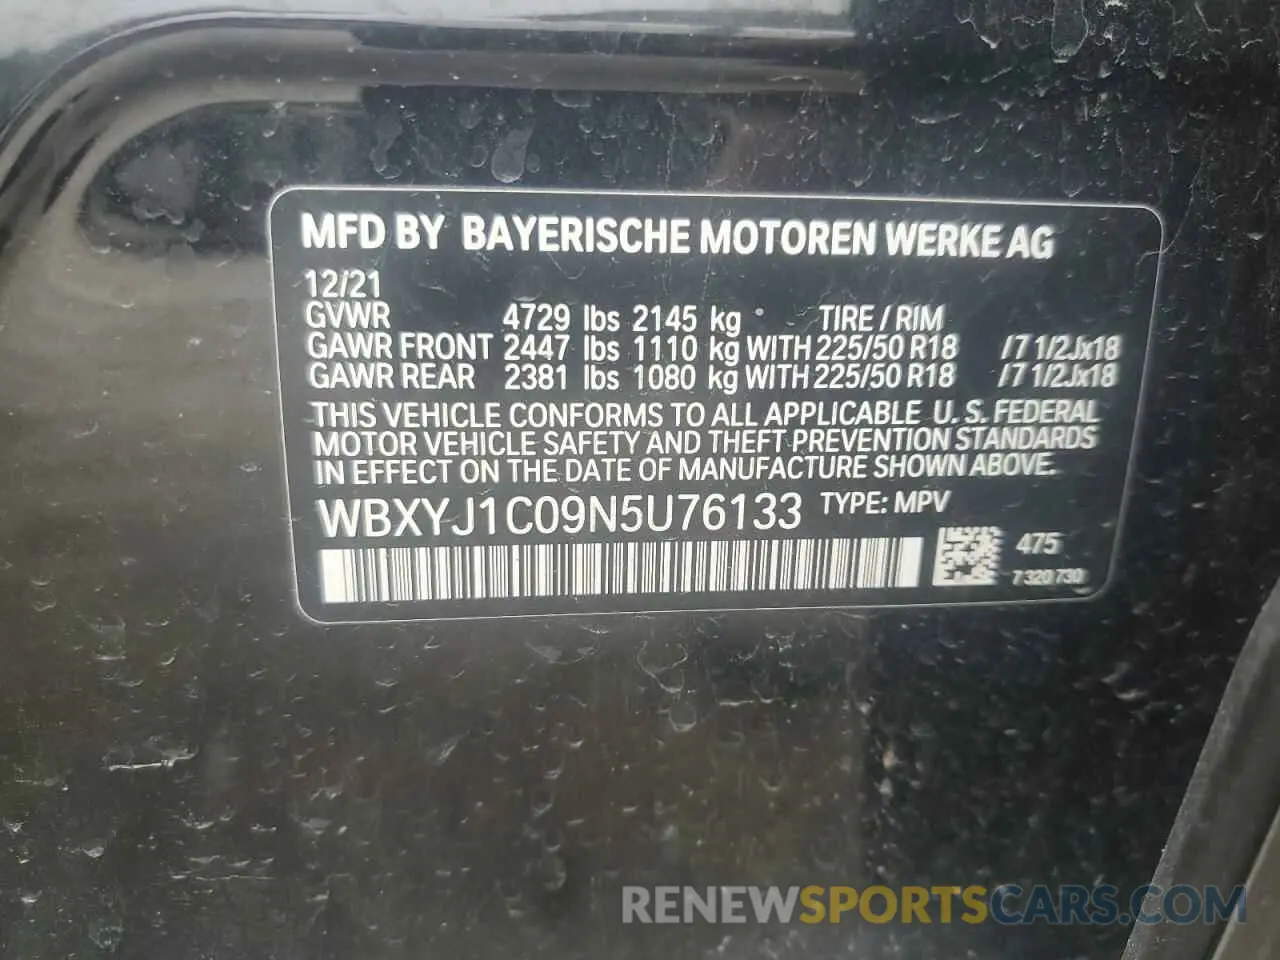 MFD BY BAYERISCHE MOTOREN WERKE AG
12/21
GVWR 4729 lbs 2145 kg TIRE / RIM
GAWR FRONT 2447 lbs 1110 kg WITH 225/50 R18 / 7 1/2Jx18
GAWR REAR 2381 lbs 1080 kg WITH 225/50 R18 / 7 1/2Jx18
THIS VEHICLE CONFORMS TO ALL APPLICABLE U. S. FEDERAL
MOTOR VEHICLE SAFETY AND THEFT PREVENTION STANDARDS
IN EFFECT ON THE DATE OF MANUFACTURE SHOWN ABOVE.
WBXYJ1C09N5U76133 TYPE: MPV
475
7 320 730
RENEWSPORTSCARS.COM